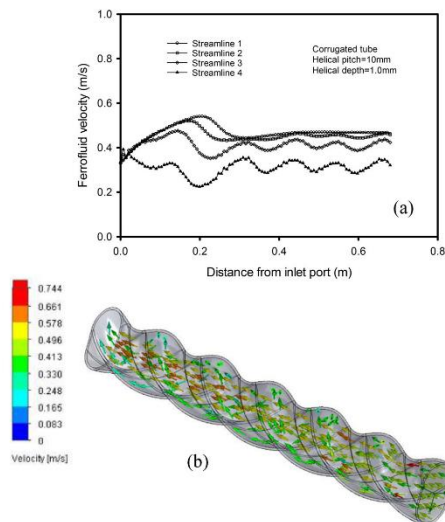 Streamline 1
Streamline 2
Streamline 3
Streamline 4
Corrugated tube
Helical pitch=10mm
Helical depth=1.0mm
Ferrofluid velocity (m/s)
1.0
0.8
0.6
0.4
0.2
0.0
(a)
0.0 0.2 0.4 0.6 0.8
Distance from inlet port (m)
0.744
0.661
0.578
0.496
0.413
0.330
0.248
0.165
0.083
0
Velocity [m/s]
(b)